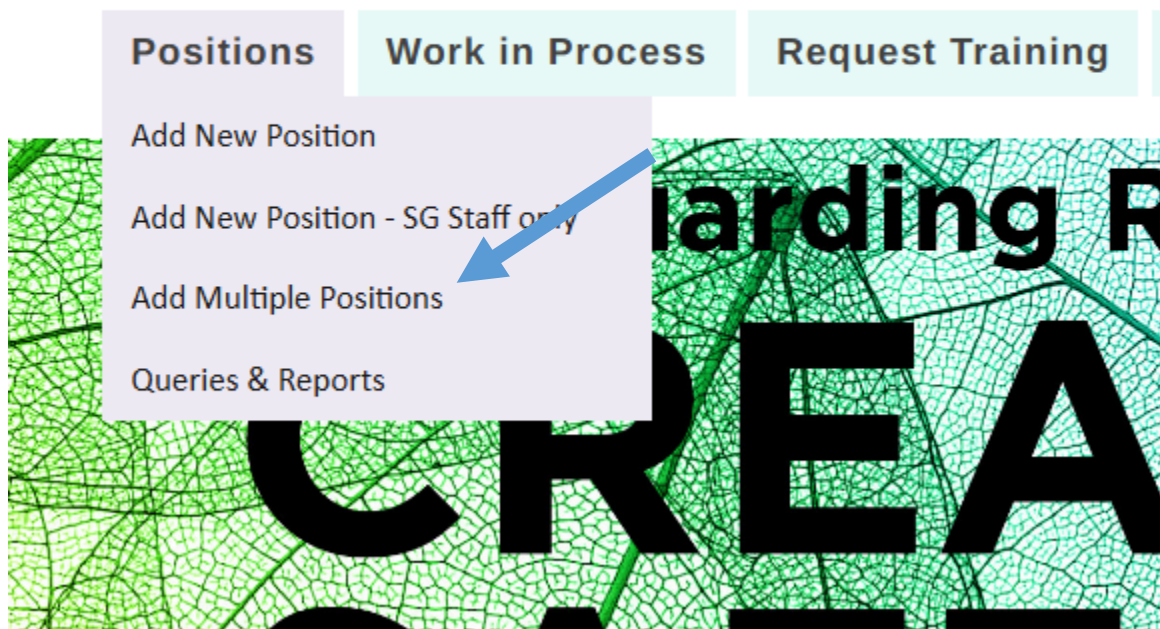 Positions Work in Process Request Training
Add New Position
Add New Position - SG Staff only
Add Multiple Positions
Queries & Reports
CREA